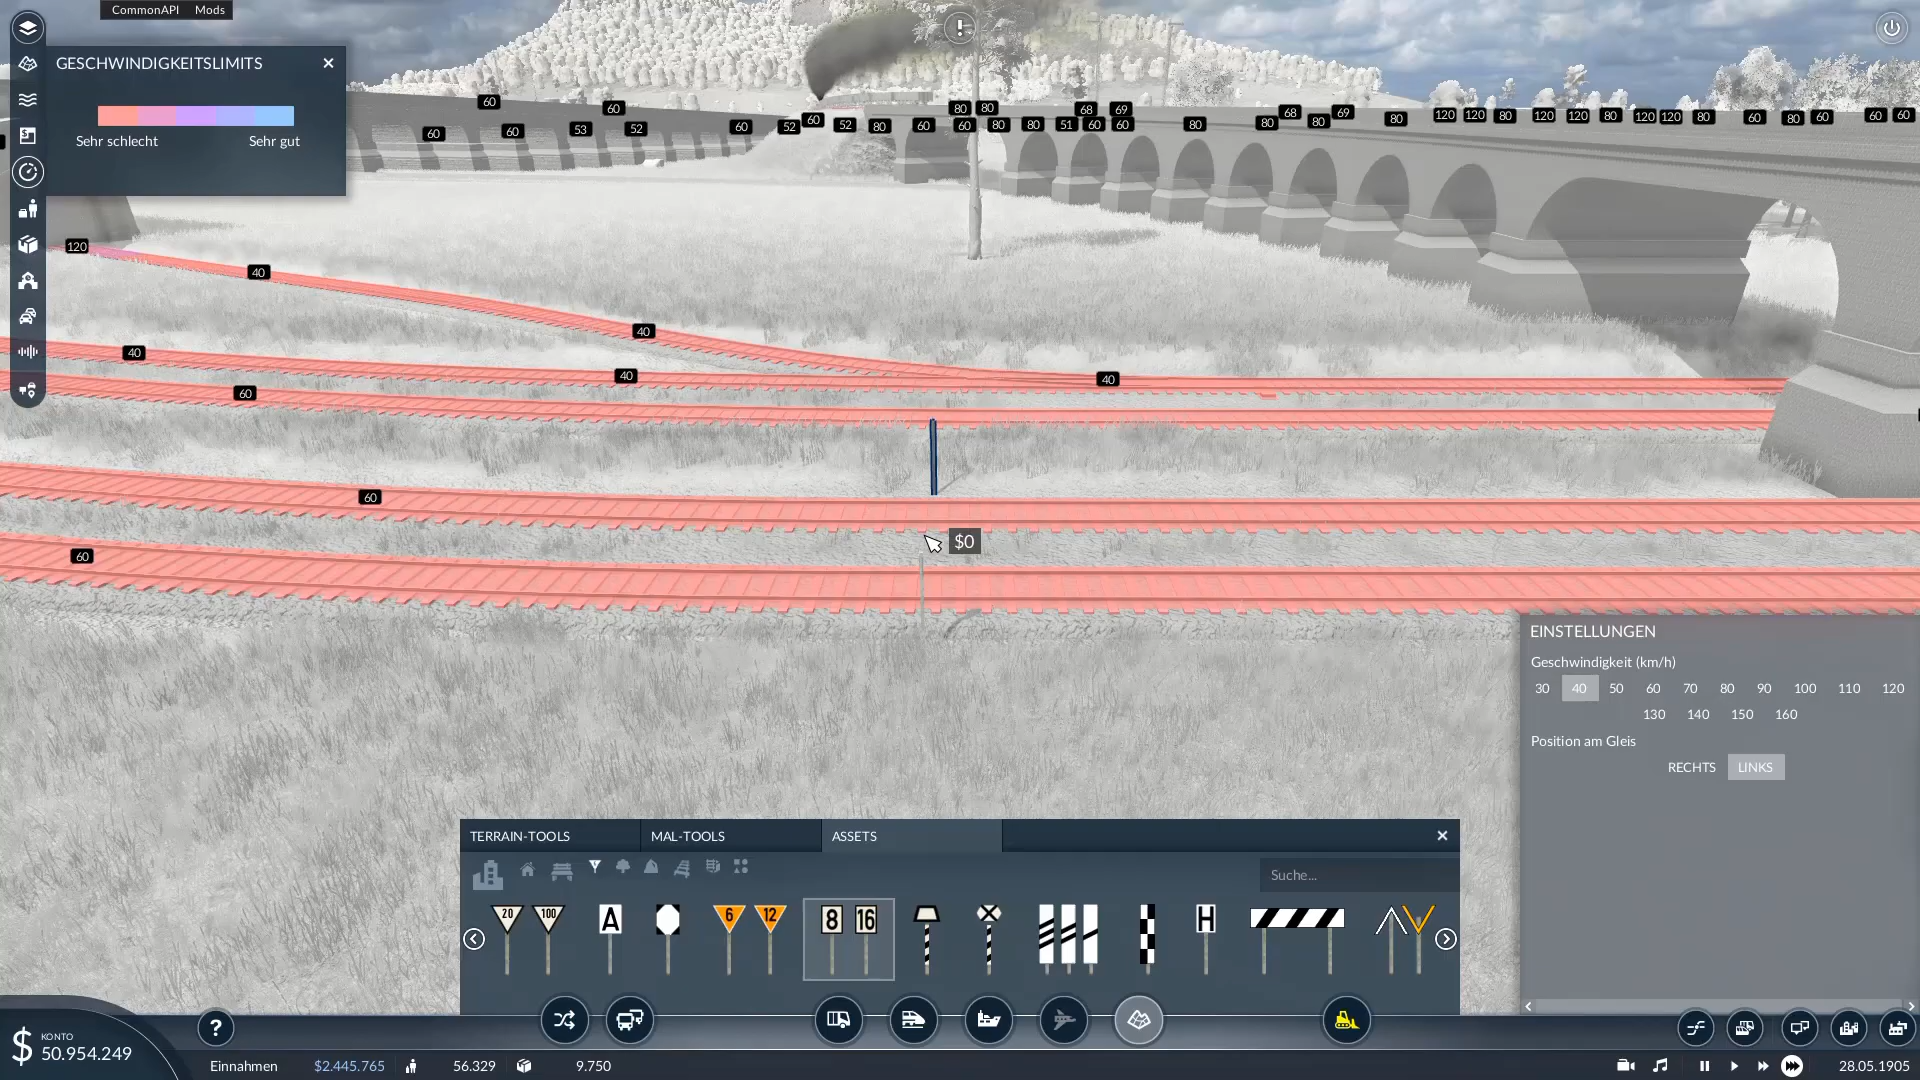 CommonAPI Mods
GESCHWINDIGKEITSLIMITS
Sehr schlecht Sehr gut
60 60
60 60 53 52 60 52 60 52 80 60
80 80 68 69
60 80 80 51 60 60 80 80 68 80 69 80
120 120 80 120 120 80 120 120 80 60 80 60 60 60
120 40
40
40 40 40
60
60
60
$0
EINSTELLUNGEN
Geschwindigkeit (km/h)
30 40 50 60 70 80 90 100 110 120
130 140 150 160
Position am Gleis
RECHTS LINKS
TERRAIN-TOOLS MAL-TOOLS ASSETS
Suche...
20 100 A 6 12 8 16 H
KONTO
50.954.249
Einnahmen $2.445.765 56.329 9.750
28.05.1905